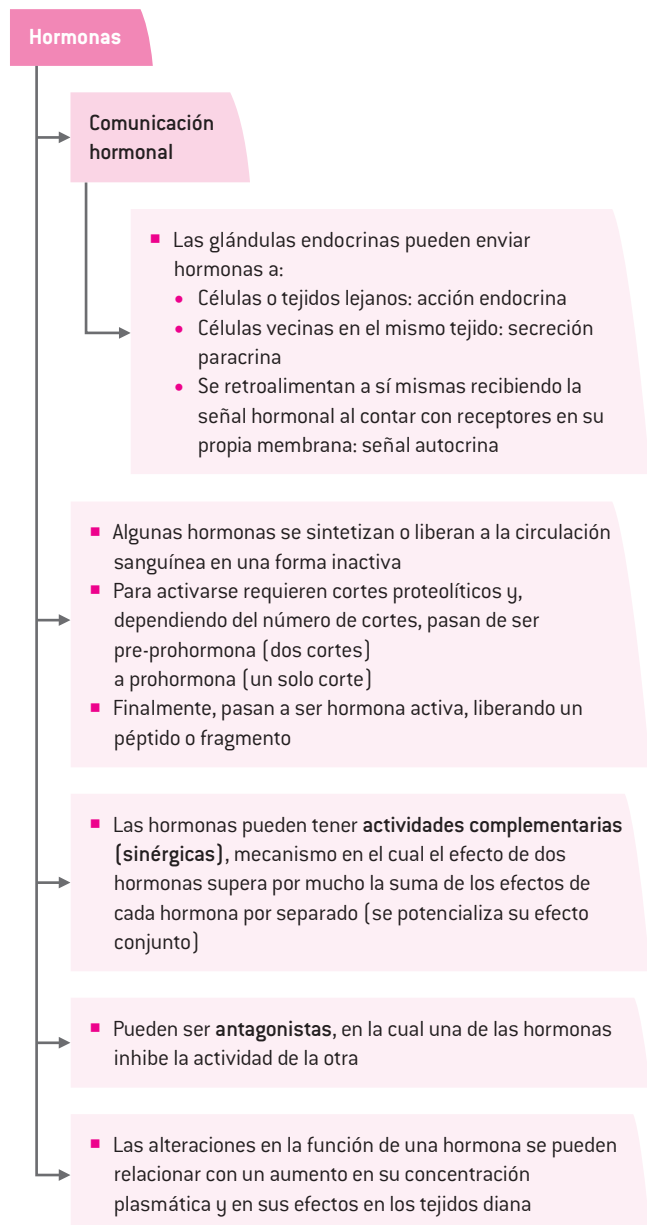 Hormonas
Comunicación
hormonal
■ Las glándulas endocrinas pueden enviar
hormonas a:
• Células o tejidos lejanos: acción endocrina
• Células vecinas en el mismo tejido: secreción
paracrina
• Se retroalimentan a sí mismas recibiendo la
señal hormonal al contar con receptores en su
propia membrana: señal autocrina
■ Algunas hormonas se sintetizan o liberan a la circulación
sanguínea en una forma inactiva
■ Para activarse requieren cortes proteolíticos y,
dependiendo del número de cortes, pasan de ser
pre-prohormona (dos cortes)
a prohormona (un solo corte)
■ Finalmente, pasan a ser hormona activa, liberando un
péptido o fragmento
■ Las hormonas pueden tener actividades complementarias
(sinérgicas), mecanismo en el cual el efecto de dos
hormonas supera por mucho la suma de los efectos de
cada hormona por separado (se potencializa su efecto
conjunto)
■ Pueden ser antagonistas, en la cual una de las hormonas
inhibe la actividad de la otra
■ Las alteraciones en la función de una hormona se pueden
relacionar con un aumento en su concentración
plasmática y en sus efectos en los tejidos diana